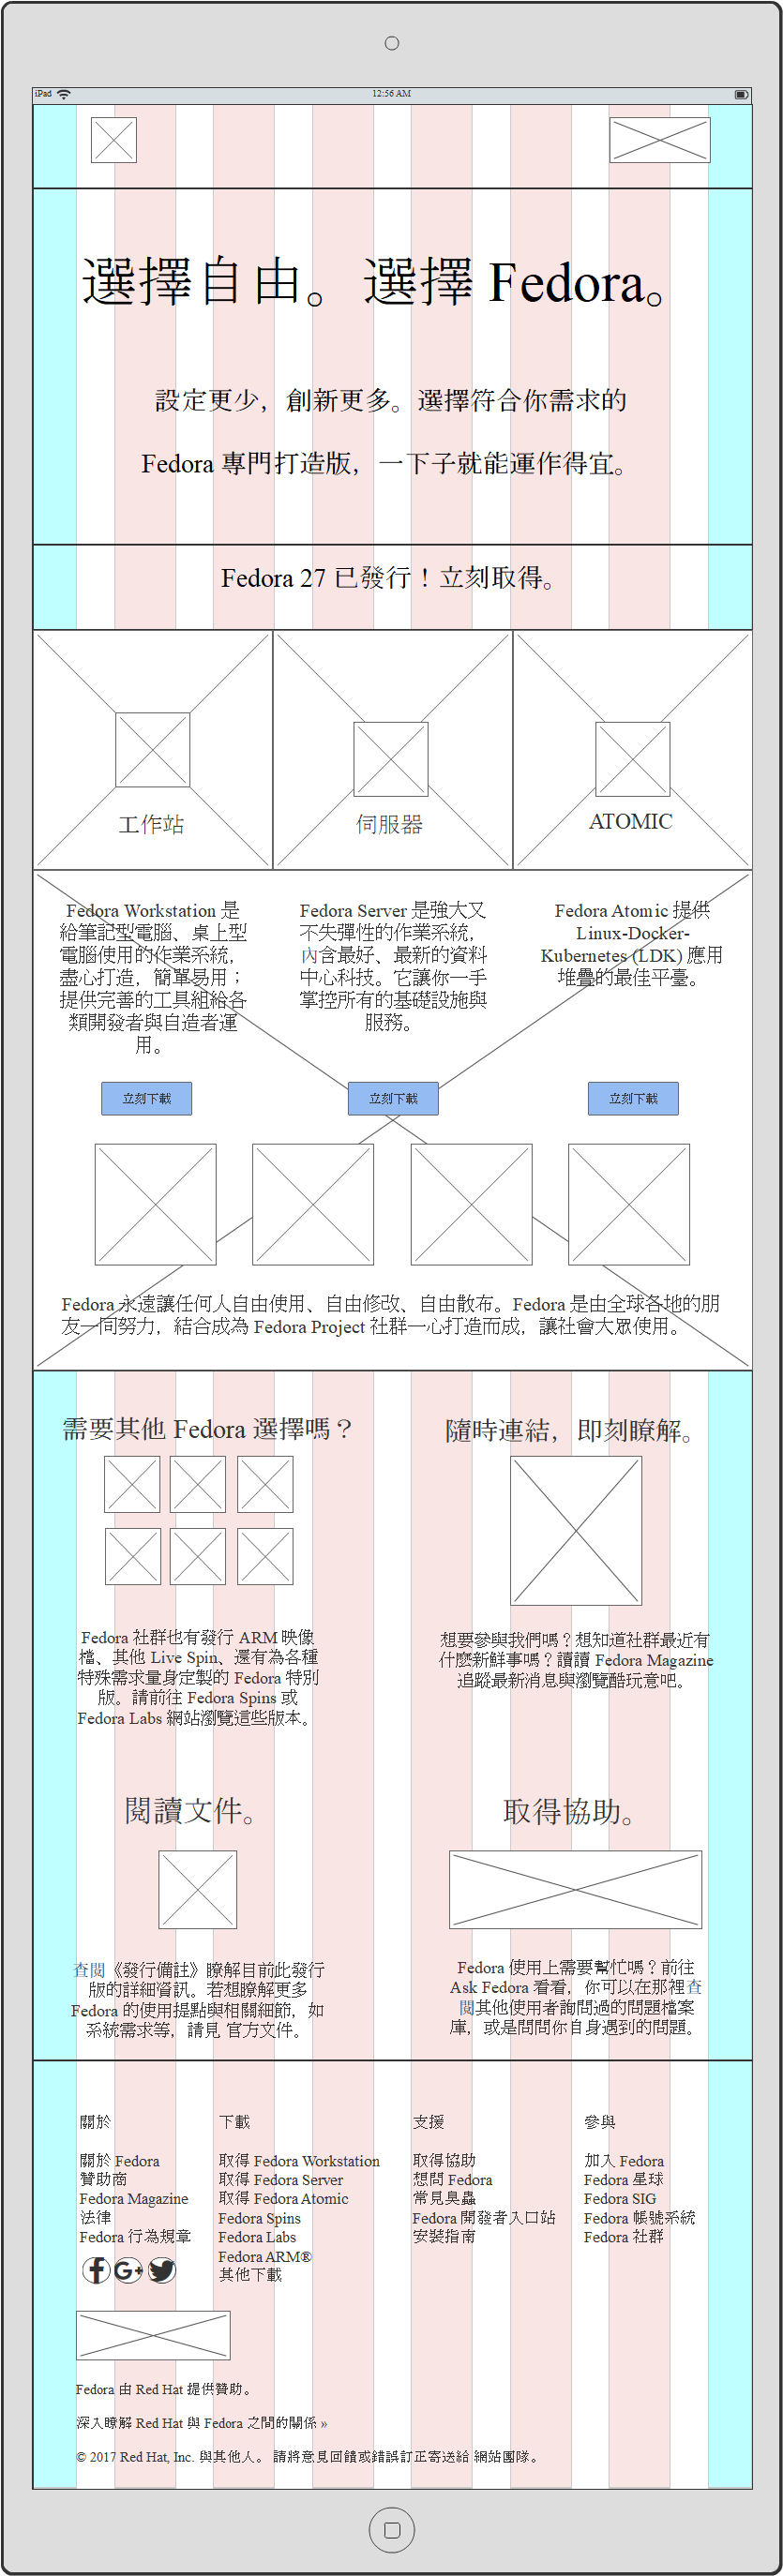 iPad
12:56 AM
選擇自由。選擇 Fedora。
設定更少，創新更多。選擇符合你需求的
Fedora 專門打造版，一下子就能運作得宜。
Fedora 27 已發行！立刻取得。
工作站
伺服器
ATOMIC
Fedora Workstation 是
給筆記型電腦、桌上型
電腦使用的作業系統，
盡心打造，簡單易用；
提供完善的工具組給各
類開發者與自造者運
用。
Fedora Server 是強大又
不失彈性的作業系統，
內含最好、最新的資料
中心科技。它讓你一手
掌控所有的基礎設施與
服務。
Fedora Atomic 提供
Linux-Docker-
Kubernetes (LDK) 應用
堆疊的最佳平臺。
立刻下載
立刻下載
立刻下載
Fedora 永遠讓任何人自由使用、自由修改、自由散布。Fedora 是由全球各地的朋
友一同努力，結合成為 Fedora Project 社群一心打造而成，讓社會大眾使用。
需要其他 Fedora 選擇嗎？
Fedora 社群也有發行 ARM 映像
檔、其他 Live Spin、還有為各種
特殊需求量身定製的 Fedora 特別
版。請前往 Fedora Spins 或
Fedora Labs 網站瀏覽這些版本。
隨時連結，即刻瞭解。
想要參與我們嗎？想知道社群最近有
什麼新鮮事嗎？讀讀 Fedora Magazine
追蹤最新消息與瀏覽酷玩意吧。
閱讀文件。
查閱《發行備註》瞭解目前此發行
版的詳細資訊。若想瞭解更多
Fedora 的使用提點與相關細節，如
系統需求等，請見 官方文件。
取得協助。
Fedora 使用上需要幫忙嗎？前往
Ask Fedora 看看，你可以在那裡查
閱其他使用者詢問過的問題檔案
庫，或是問問你自身遇到的問題。
關於
關於 Fedora
贊助商
Fedora Magazine
法律
Fedora 行為規章
下載
取得 Fedora Workstation
取得 Fedora Server
取得 Fedora Atomic
Fedora Spins
Fedora Labs
Fedora ARM®
其他下載
支援
取得協助
想問 Fedora
常見臭蟲
Fedora 開發者入口站
安裝指南
參與
加入 Fedora
Fedora 星球
Fedora SIG
Fedora 帳號系統
Fedora 社群
Fedora 由 Red Hat 提供贊助。
深入瞭解 Red Hat 與 Fedora 之間的關係 »
© 2017 Red Hat, Inc. 與其他人。 請將意見回饋或錯誤訂正寄送給 網站團隊。